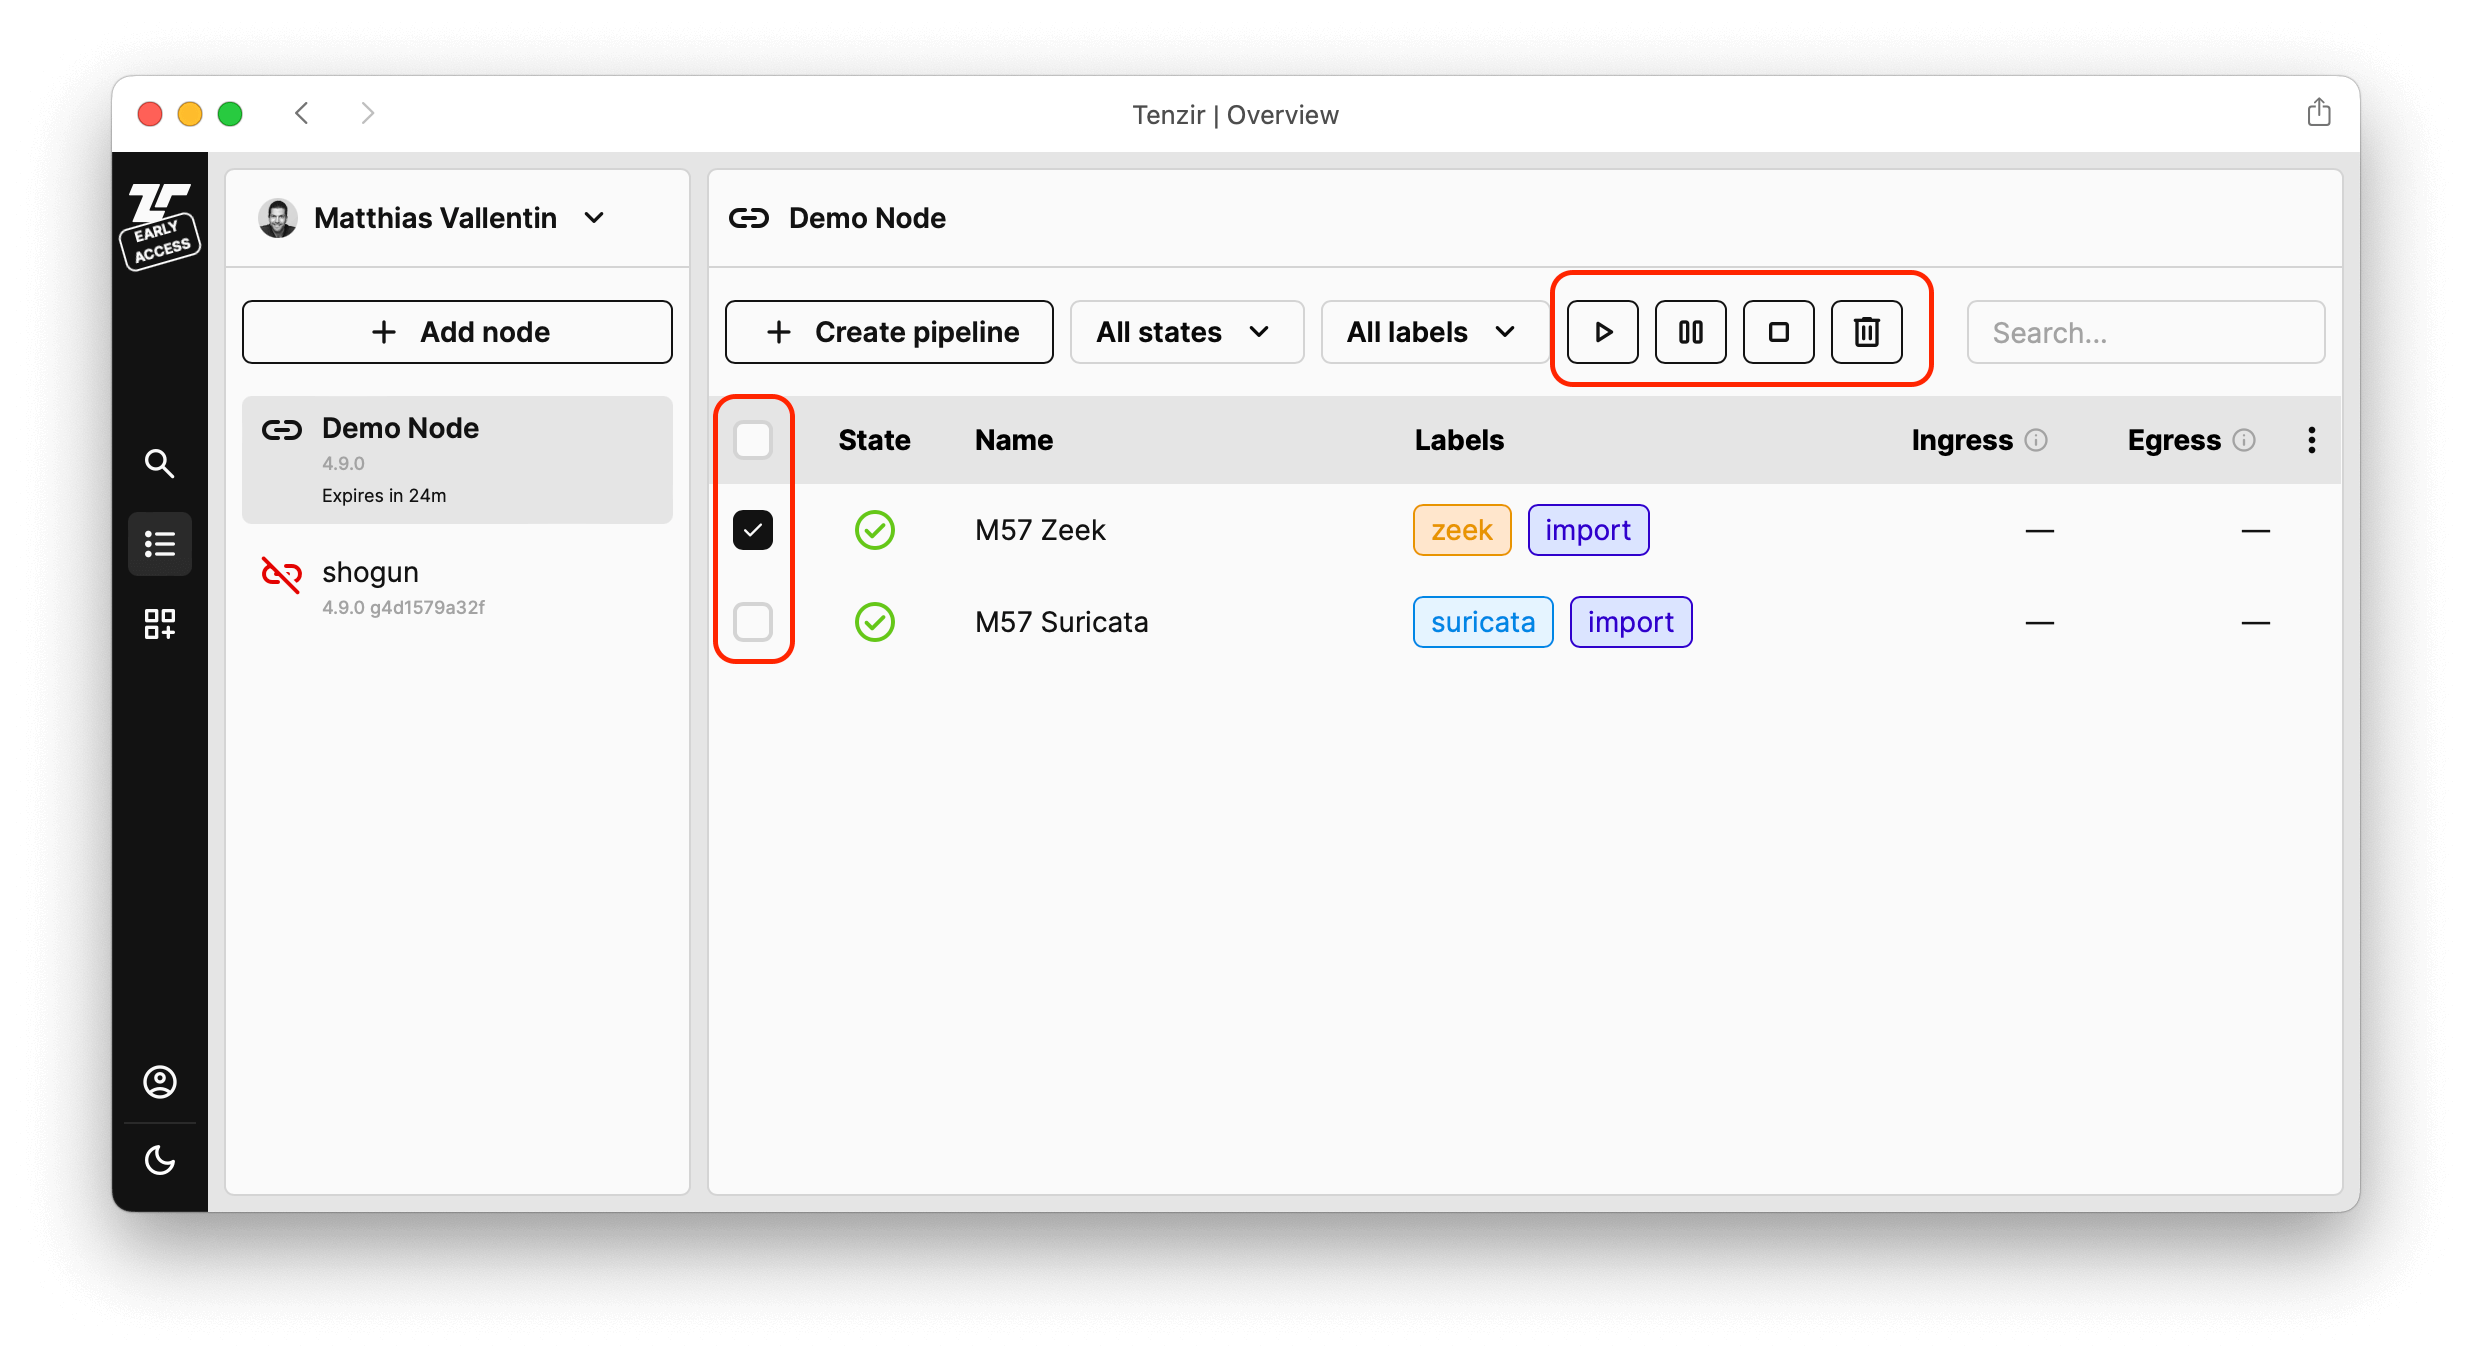 Tenzir | Overview
EARLY
ACCESS
Matthias Vallentin
Add node
Demo Node
4.9.0
Expires in 24m
shogun
4.9.0 g4d1579a32f
Demo Node
Create pipeline
All states
All labels
Search...
State Name Labels Ingress Egress
M57 Zeek zeek import — —
M57 Suricata suricata import — —